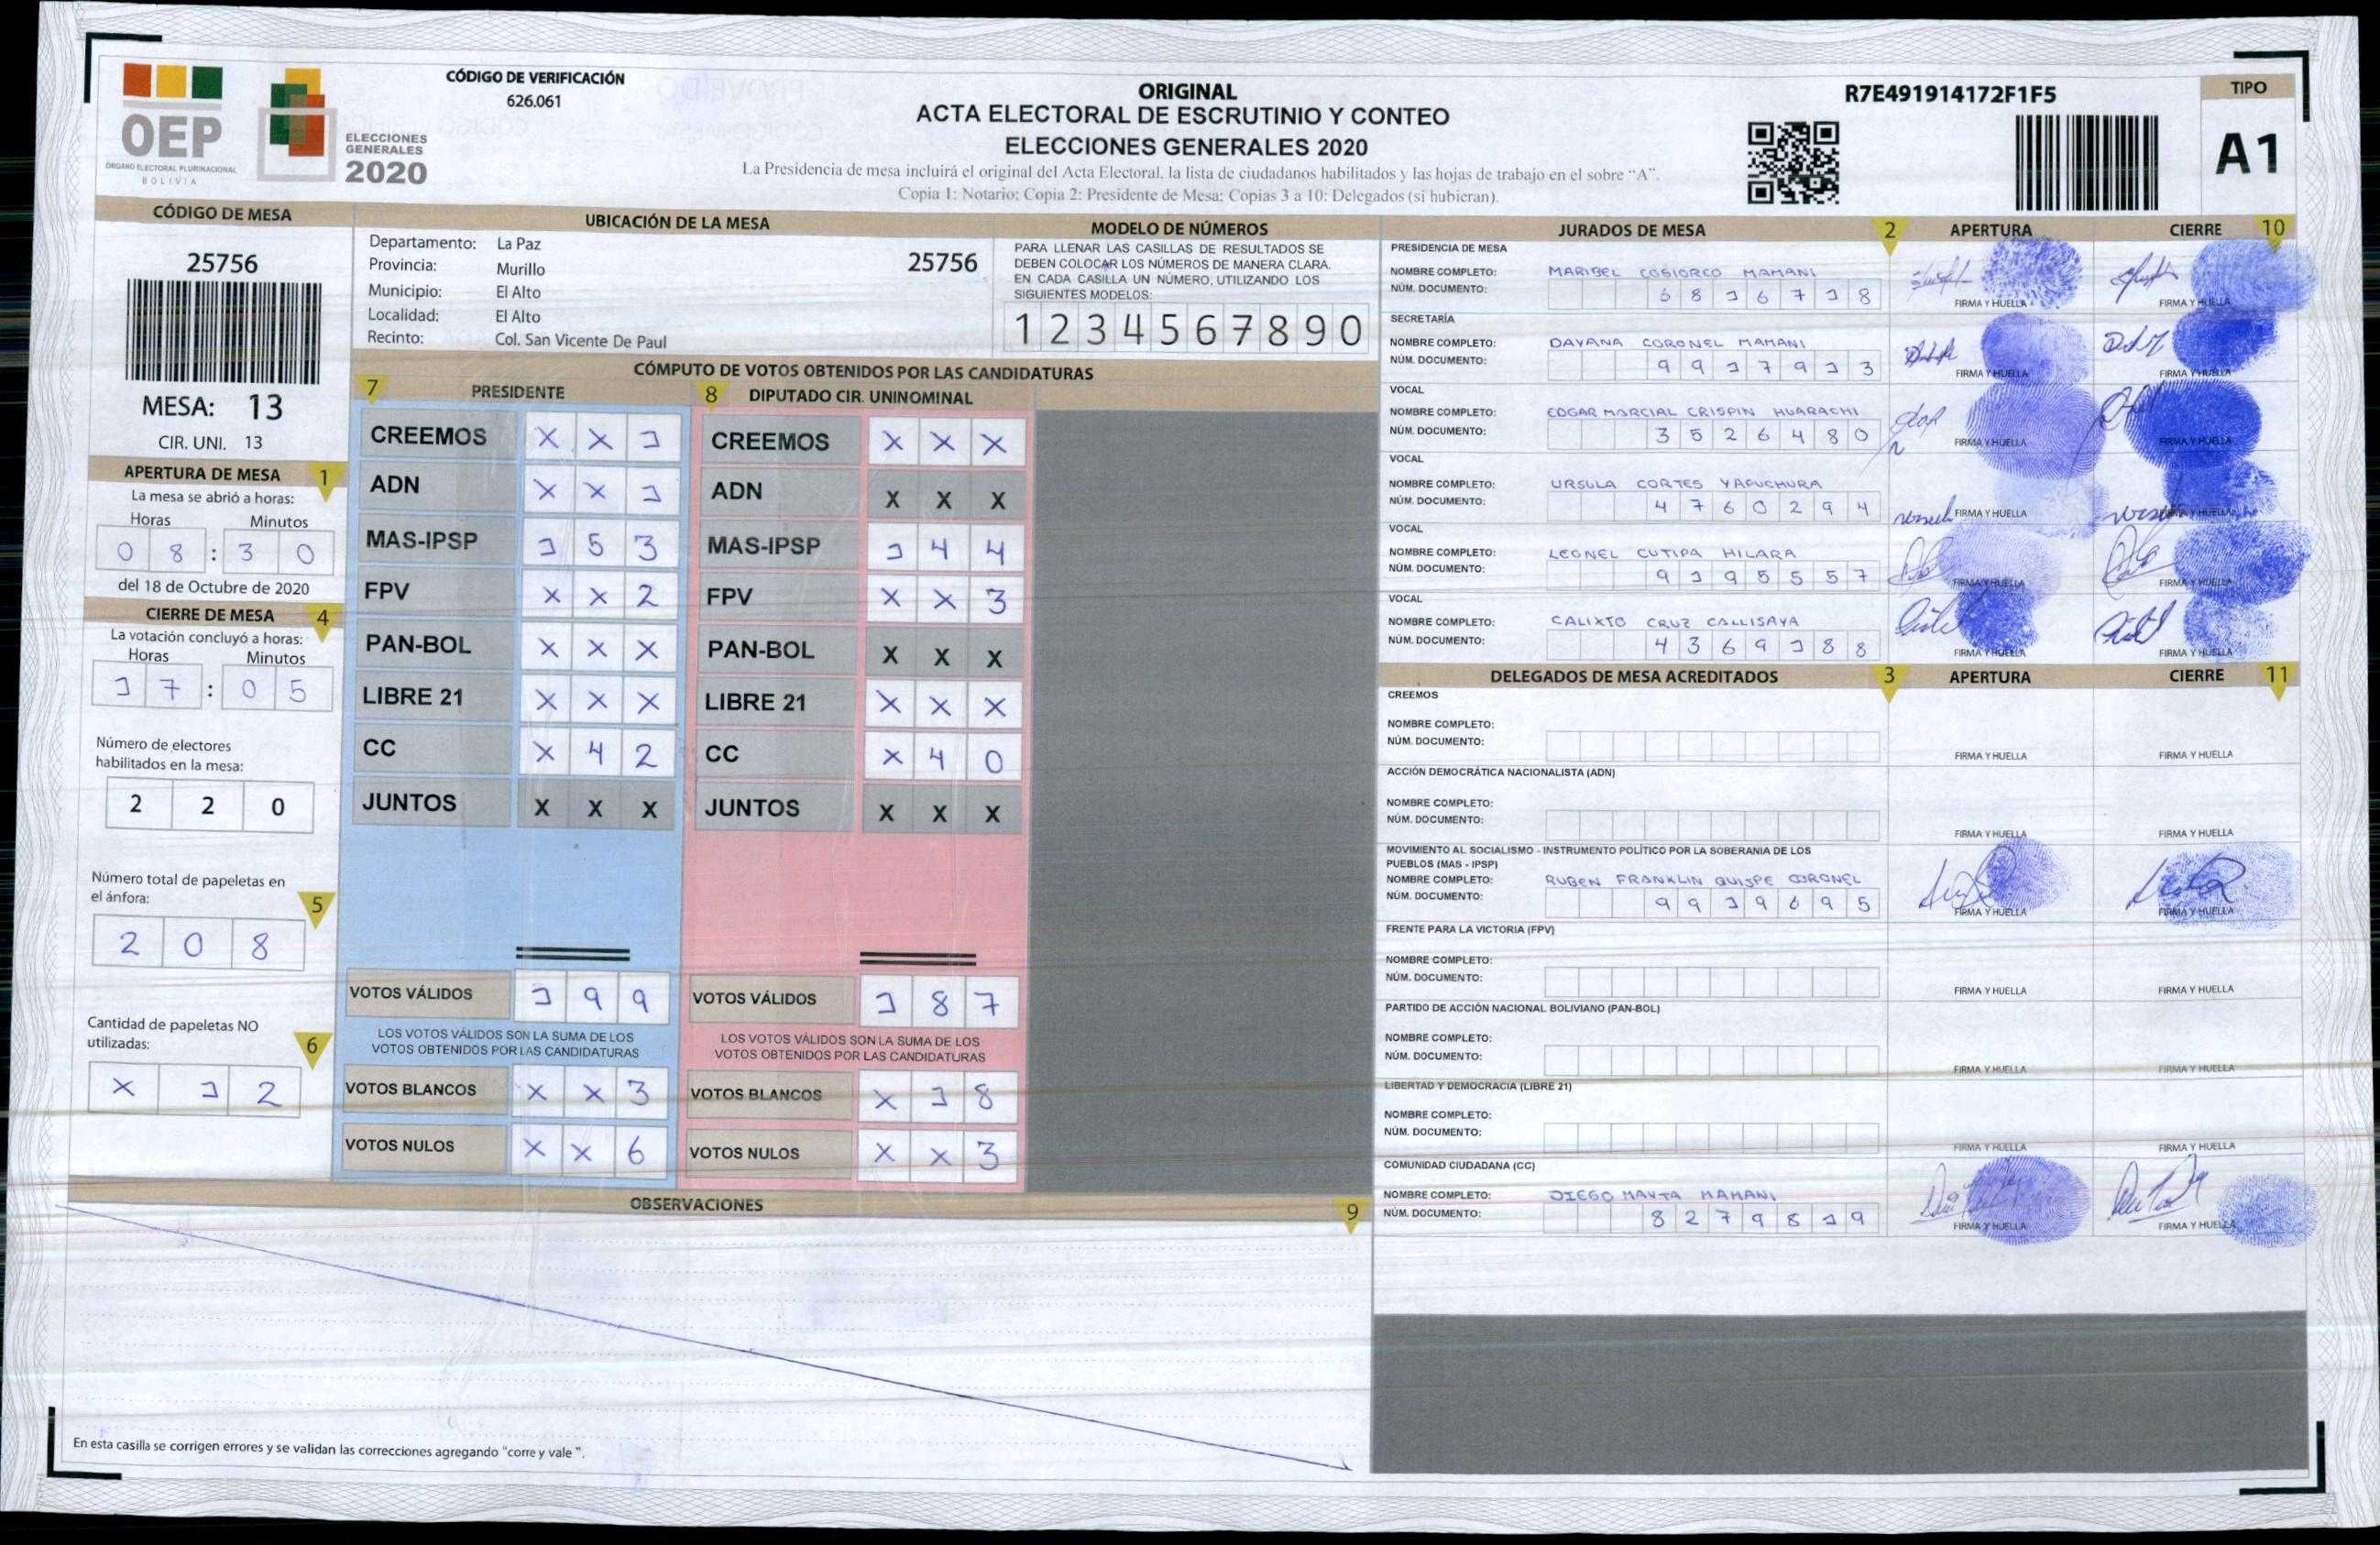 OEP
ÓRGANO ELECTORAL PLURINACIONAL
BOLIVIA
ELECCIONES
GENERALES
2020
CÓDIGO DE VERIFICACIÓN
626.061
ORIGINAL
ACTA ELECTORAL DE ESCRUTINIO Y CONTEO
ELECCIONES GENERALES 2020
La Presidencia de mesa incluirá el original del Acta Electoral, la lista de ciudadanos habilitados y las hojas de trabajo en el sobre "A".
Copia 1: Notario; Copia 2: Presidente de Mesa; Copias 3 a 10: Delegados (si hubieran).
R7E491914172F1F5
TIPO
A1
CÓDIGO DE MESA
25756
MESA: 13
CIR. UNI. 13
APERTURA DE MESA 1
La mesa se abrió a horas:
Horas Minutos
0 8 : 3 0
del 18 de Octubre de 2020
CIERRE DE MESA 4
La votación concluyó a horas:
Horas Minutos
1 7 : 0 5
Número de electores
habilitados en la mesa:
2 2 0
Número total de papeletas en
el ánfora: 5
2 0 8
Cantidad de papeletas NO
utilizadas: 6
X 1 2
UBICACIÓN DE LA MESA
Departamento: La Paz
Provincia: Murillo
Municipio: El Alto
Localidad: El Alto
Recinto: Col. San Vicente De Paul
25756
MODELO DE NÚMEROS
PARA LLENAR LAS CASILLAS DE RESULTADOS SE
DEBEN COLOCAR LOS NÚMEROS DE MANERA CLARA.
EN CADA CASILLA UN NÚMERO, UTILIZANDO LOS
SIGUIENTES MODELOS:
1 2 3 4 5 6 7 8 9 0
CÓMPUTO DE VOTOS OBTENIDOS POR LAS CANDIDATURAS
7 PRESIDENTE
CREEMOS X X 1
ADN X X 1
MAS-IPSP 1 5 3
FPV X X 2
PAN-BOL X X X
LIBRE 21 X X X
CC X 4 2
JUNTOS X X X
VOTOS VÁLIDOS 1 9 9
LOS VOTOS VÁLIDOS SON LA SUMA DE LOS
VOTOS OBTENIDOS POR LAS CANDIDATURAS
VOTOS BLANCOS X X 3
VOTOS NULOS X X 6
8 DIPUTADO CIR. UNINOMINAL
CREEMOS X X X
ADN X X X
MAS-IPSP 1 4 4
FPV X X 3
PAN-BOL X X X
LIBRE 21 X X X
CC X 4 0
JUNTOS X X X
VOTOS VÁLIDOS 1 8 7
LOS VOTOS VÁLIDOS SON LA SUMA DE LOS
VOTOS OBTENIDOS POR LAS CANDIDATURAS
VOTOS BLANCOS X 1 8
VOTOS NULOS X X 3
OBSERVACIONES 9
En esta casilla se corrigen errores y se validan las correcciones agregando "corre y vale ".
JURADOS DE MESA 2 APERTURA CIERRE 10
PRESIDENCIA DE MESA
NOMBRE COMPLETO: MARIBEL COSIORCO MAMANI
NÚM. DOCUMENTO: 6 8 1 6 7 1 8
FIRMA Y HUELLA FIRMA Y HUELLA
SECRETARÍA
NOMBRE COMPLETO: DAYANA CORONEL MAMANI
NÚM. DOCUMENTO: 9 9 1 7 9 1 3
FIRMA Y HUELLA FIRMA Y HUELLA
VOCAL
NOMBRE COMPLETO: EDGAR MARCIAL CRISPIN HUARACHI
NÚM. DOCUMENTO: 3 5 2 6 4 8 0
FIRMA Y HUELLA FIRMA Y HUELLA
VOCAL
NOMBRE COMPLETO: URSULA CORTES YAPUCHURA
NÚM. DOCUMENTO: 4 7 6 0 2 9 4
FIRMA Y HUELLA FIRMA Y HUELLA
VOCAL
NOMBRE COMPLETO: LEONEL CUTIPA HILARA
NÚM. DOCUMENTO: 9 1 9 5 5 5 7
FIRMA Y HUELLA FIRMA Y HUELLA
VOCAL
NOMBRE COMPLETO: CALIXTO CRUZ CALLISAYA
NÚM. DOCUMENTO: 4 3 6 9 1 8 8
FIRMA Y HUELLA FIRMA Y HUELLA
DELEGADOS DE MESA ACREDITADOS 3 APERTURA CIERRE 11
CREEMOS
NOMBRE COMPLETO:
NÚM. DOCUMENTO:
FIRMA Y HUELLA FIRMA Y HUELLA
ACCIÓN DEMOCRÁTICA NACIONALISTA (ADN)
NOMBRE COMPLETO:
NÚM. DOCUMENTO:
FIRMA Y HUELLA FIRMA Y HUELLA
MOVIMIENTO AL SOCIALISMO - INSTRUMENTO POLÍTICO POR LA SOBERANIA DE LOS
PUEBLOS (MAS - IPSP)
NOMBRE COMPLETO: RUBEN FRANKLIN QUISPE CORONEL
NÚM. DOCUMENTO: 9 9 1 9 6 9 5
FIRMA Y HUELLA FIRMA Y HUELLA
FRENTE PARA LA VICTORIA (FPV)
NOMBRE COMPLETO:
NÚM. DOCUMENTO:
FIRMA Y HUELLA FIRMA Y HUELLA
PARTIDO DE ACCIÓN NACIONAL BOLIVIANO (PAN-BOL)
NOMBRE COMPLETO:
NÚM. DOCUMENTO:
FIRMA Y HUELLA FIRMA Y HUELLA
LIBERTAD Y DEMOCRACIA (LIBRE 21)
NOMBRE COMPLETO:
NÚM. DOCUMENTO:
FIRMA Y HUELLA FIRMA Y HUELLA
COMUNIDAD CIUDADANA (CC)
NOMBRE COMPLETO: DIEGO MAYTA MAMANI
NÚM. DOCUMENTO: 8 2 7 9 8 1 9
FIRMA Y HUELLA FIRMA Y HUELLA